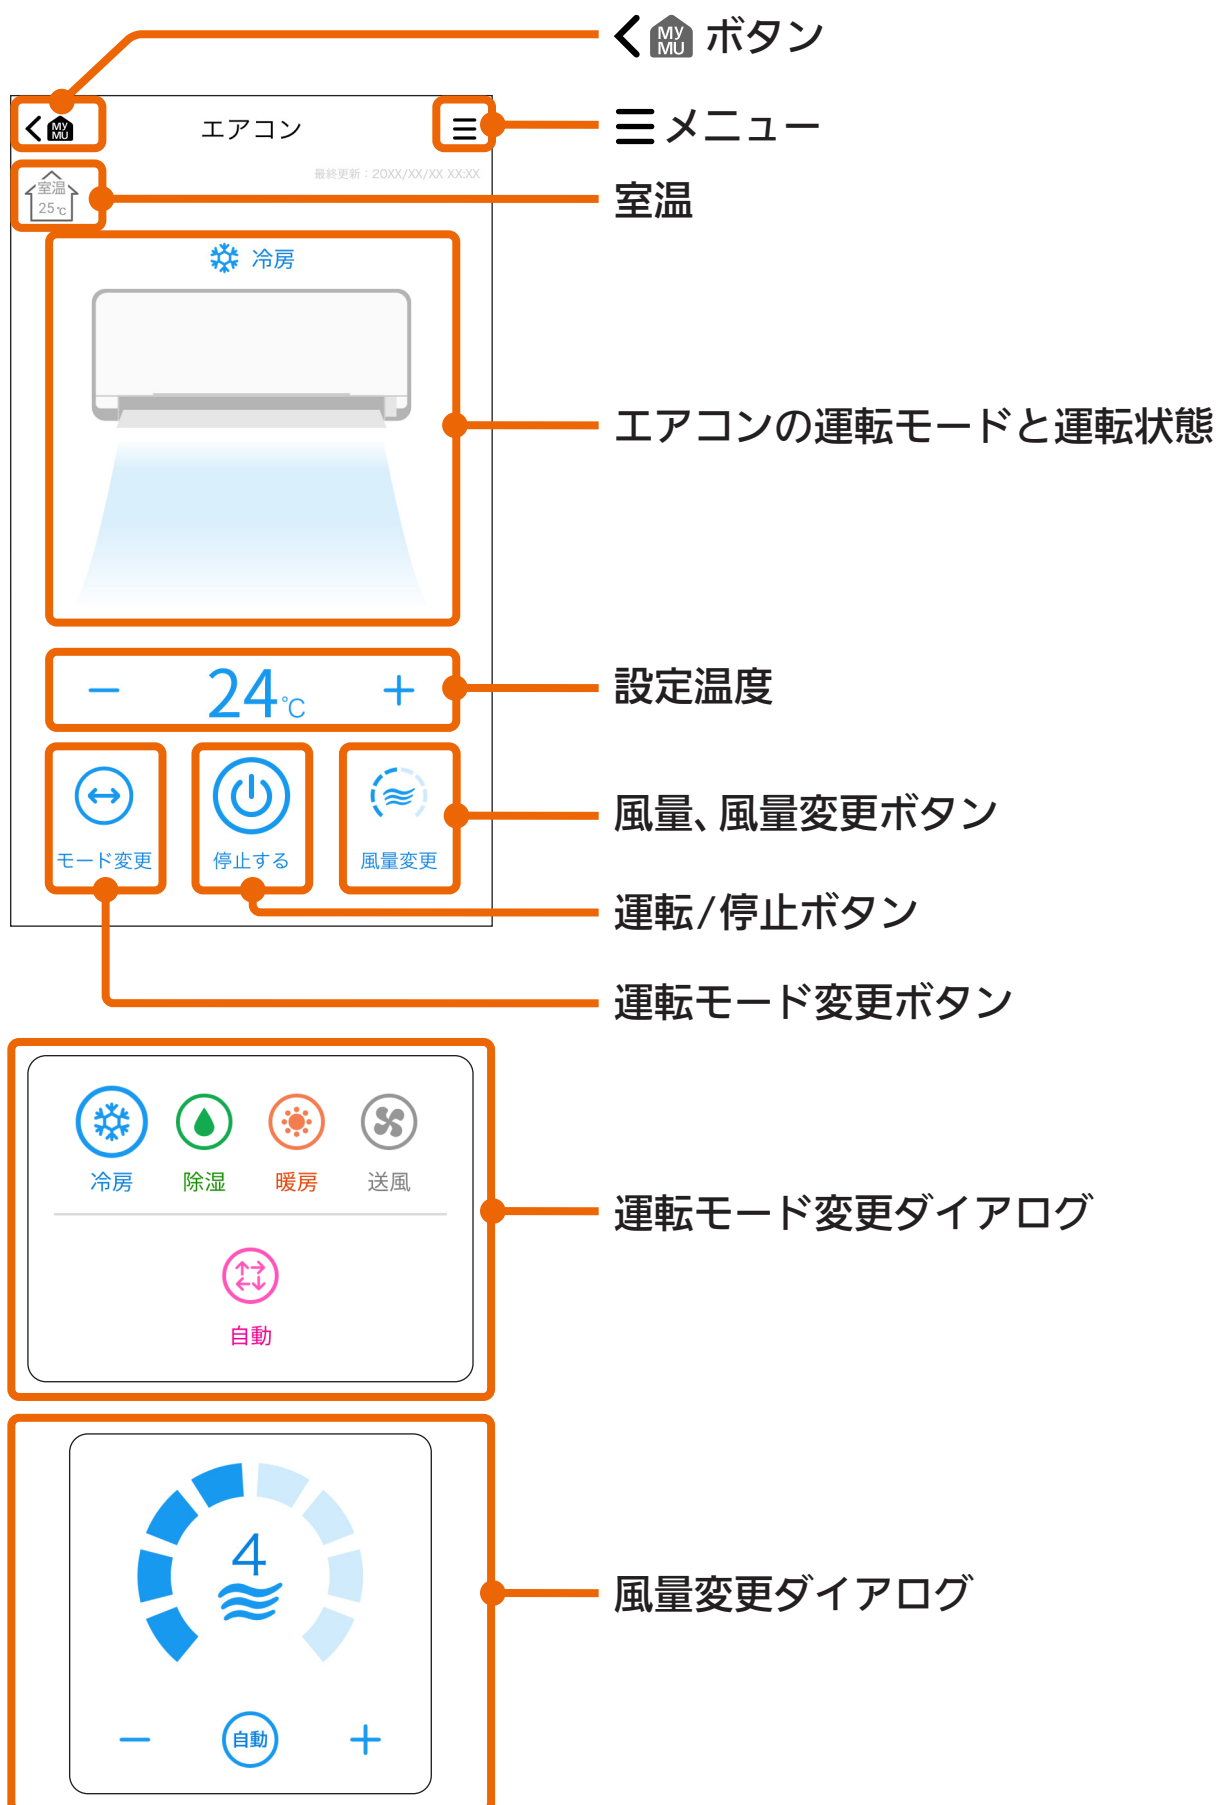 MY MU ボタン
MY MU
エアコン
メニュー
最終更新：20XX/XX/XX XX:XX
室温
25℃
室温
冷房
エアコンの運転モードと運転状態
− 24℃ +
設定温度
モード変更
停止する
風量変更
風量、風量変更ボタン
運転/停止ボタン
運転モード変更ボタン
冷房
除湿
暖房
送風
運転モード変更ダイアログ
自動
4
風量変更ダイアログ
− 自動 +